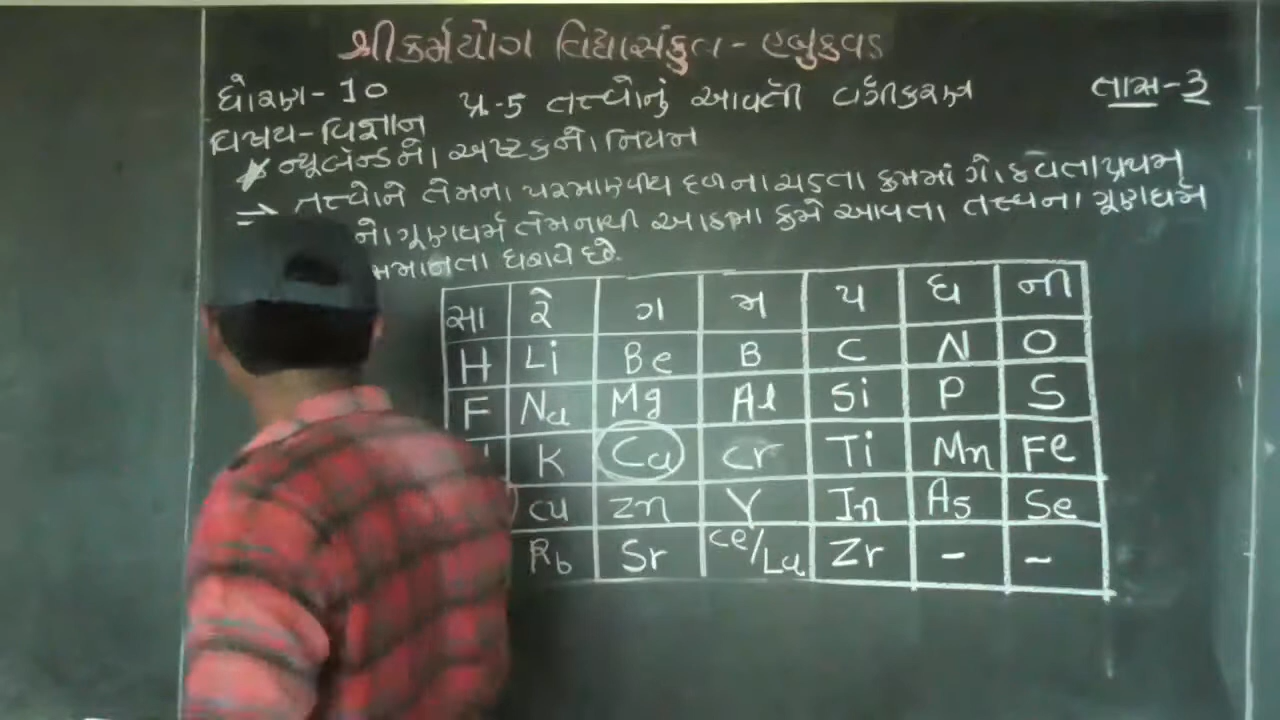 શ્રી કર્મયોગ વિદ્યાસંકુલ - એબુકવડ
ધોરણ - 10
પ્ર.-5 તત્ત્વોનું આવર્તી વર્ગીકરણ
તાસ - 3
વિષય - વિજ્ઞાન
* ન્યૂલેન્ડનો અષ્ટકનો નિયમ
⇒ તત્ત્વોને તેમના પરમાણ્વીય દળના ચડતા ક્રમમાં ગોઠવતા પ્રથમ
નો ગૂણધર્મ તેમનાથી આઠમા ક્રમે આવતા તત્ત્વના ગૂણધર્મ
સમાનતા ધરાવે છે.
સા રે ગ મ પ ધ ની
H Li Be B C N O
F Na Mg Al Si P S
K Ca Cr Ti Mn Fe
Cu Zn Y In As Se
Rb Sr Ce/La Zr - -